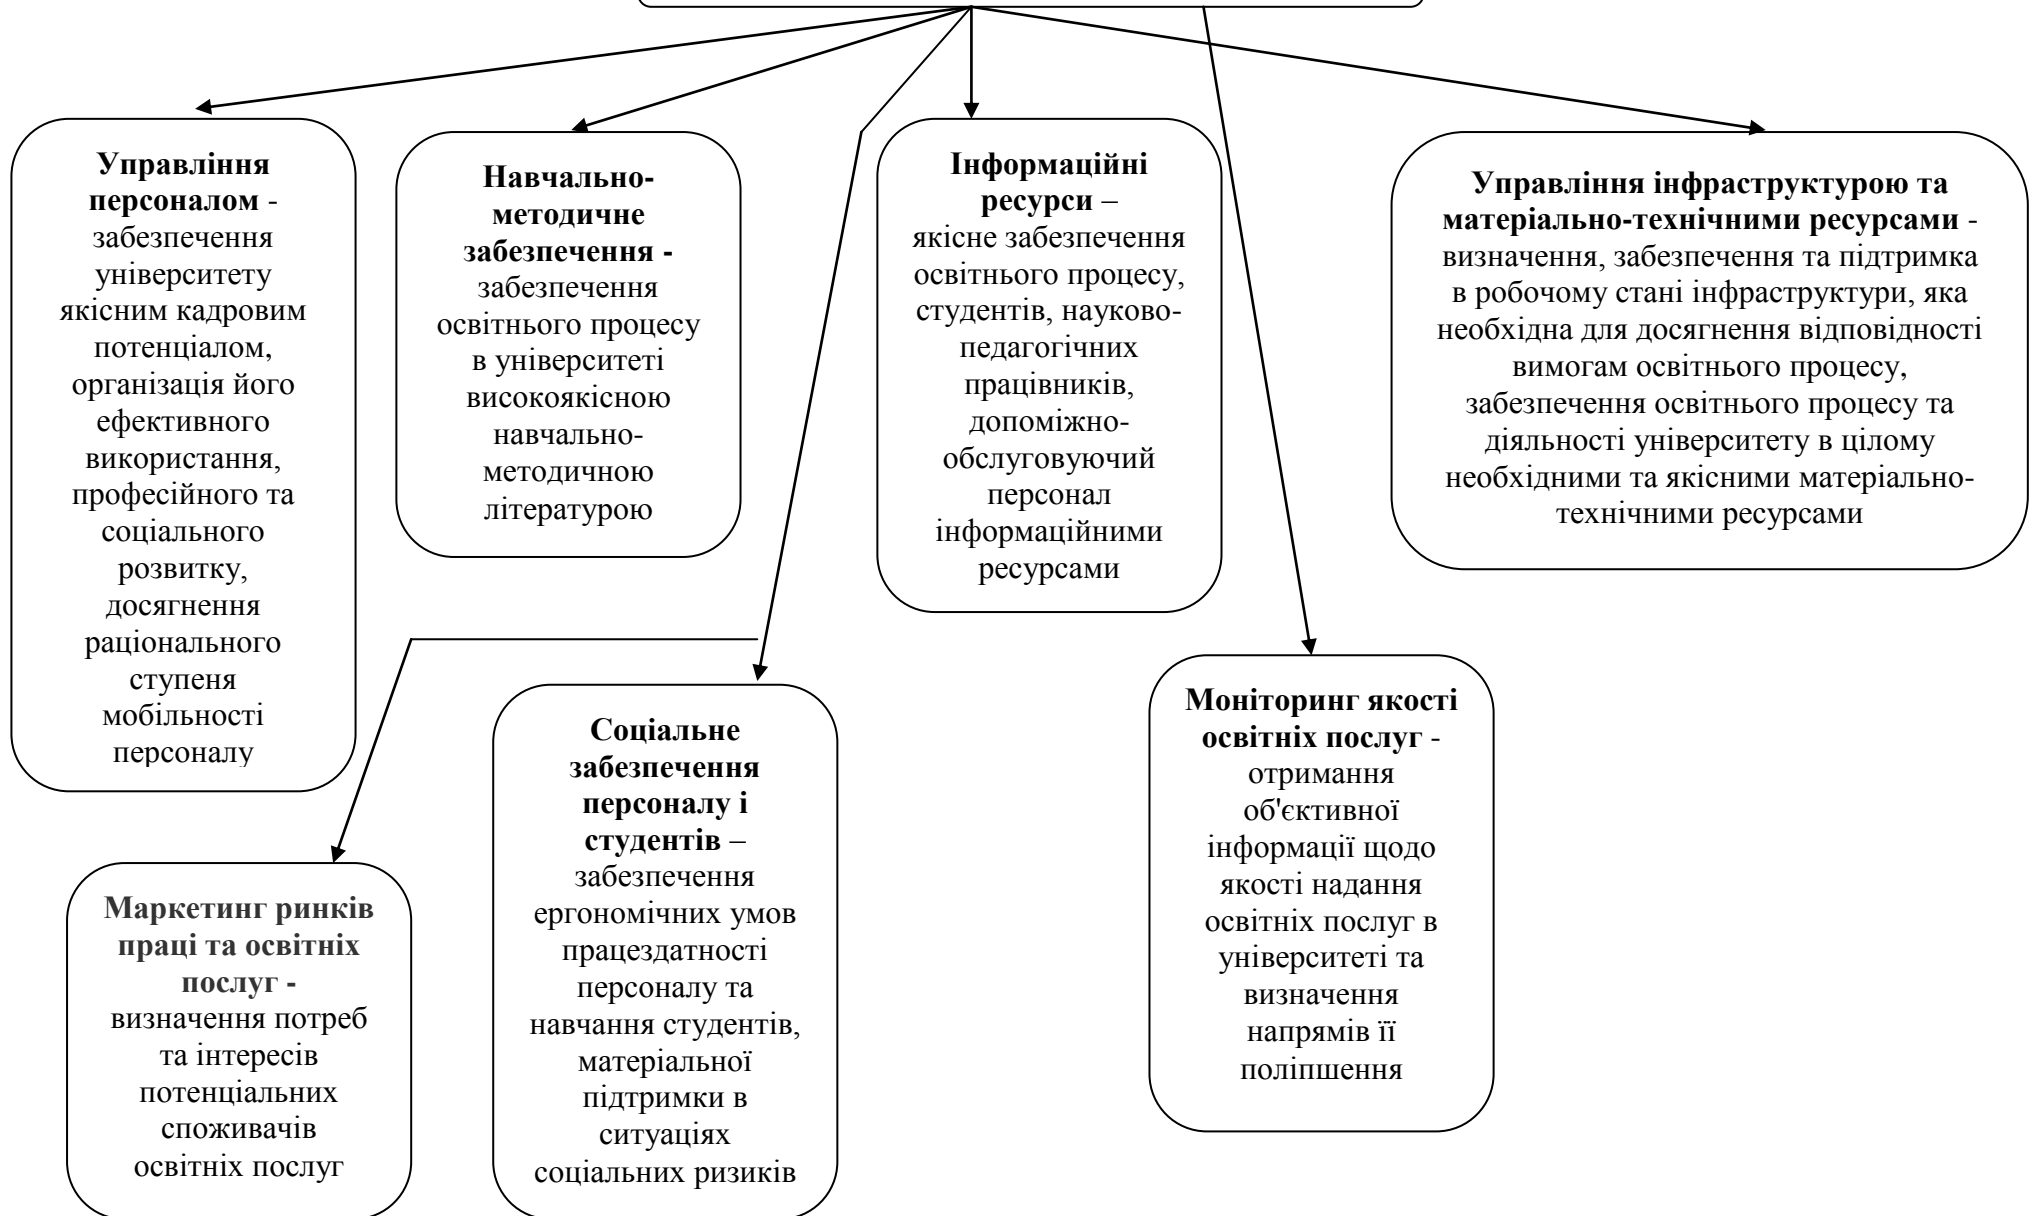 Управління
персоналом -
забезпечення
університету
якісним кадровим
потенціалом,
організація його
ефективного
використання,
професійного та
соціального
розвитку,
досягнення
раціонального
ступеня
мобільності
персоналу
Навчально-
методичне
забезпечення -
забезпечення
освітнього процесу
в університеті
високоякісною
навчально-
методичною
літературою
Інформаційні
ресурси –
якісне забезпечення
освітнього процесу,
студентів, науково-
педагогічних
працівників,
допоміжно-
обслуговуючий
персонал
інформаційними
ресурсами
Управління інфраструктурою та
матеріально-технічними ресурсами -
визначення, забезпечення та підтримка
в робочому стані інфраструктури, яка
необхідна для досягнення відповідності
вимогам освітнього процесу,
забезпечення освітнього процесу та
діяльності університету в цілому
необхідними та якісними матеріально-
технічними ресурсами
Маркетинг ринків
праці та освітніх
послуг -
визначення потреб
та інтересів
потенціальних
споживачів
освітніх послуг
Соціальне
забезпечення
персоналу і
студентів –
забезпечення
ергономічних умов
працездатності
персоналу та
навчання студентів,
матеріальної
підтримки в
ситуаціях
соціальних ризиків
Моніторинг якості
освітніх послуг -
отримання
об'єктивної
інформації щодо
якості надання
освітніх послуг в
університеті та
визначення
напрямів її
поліпшення